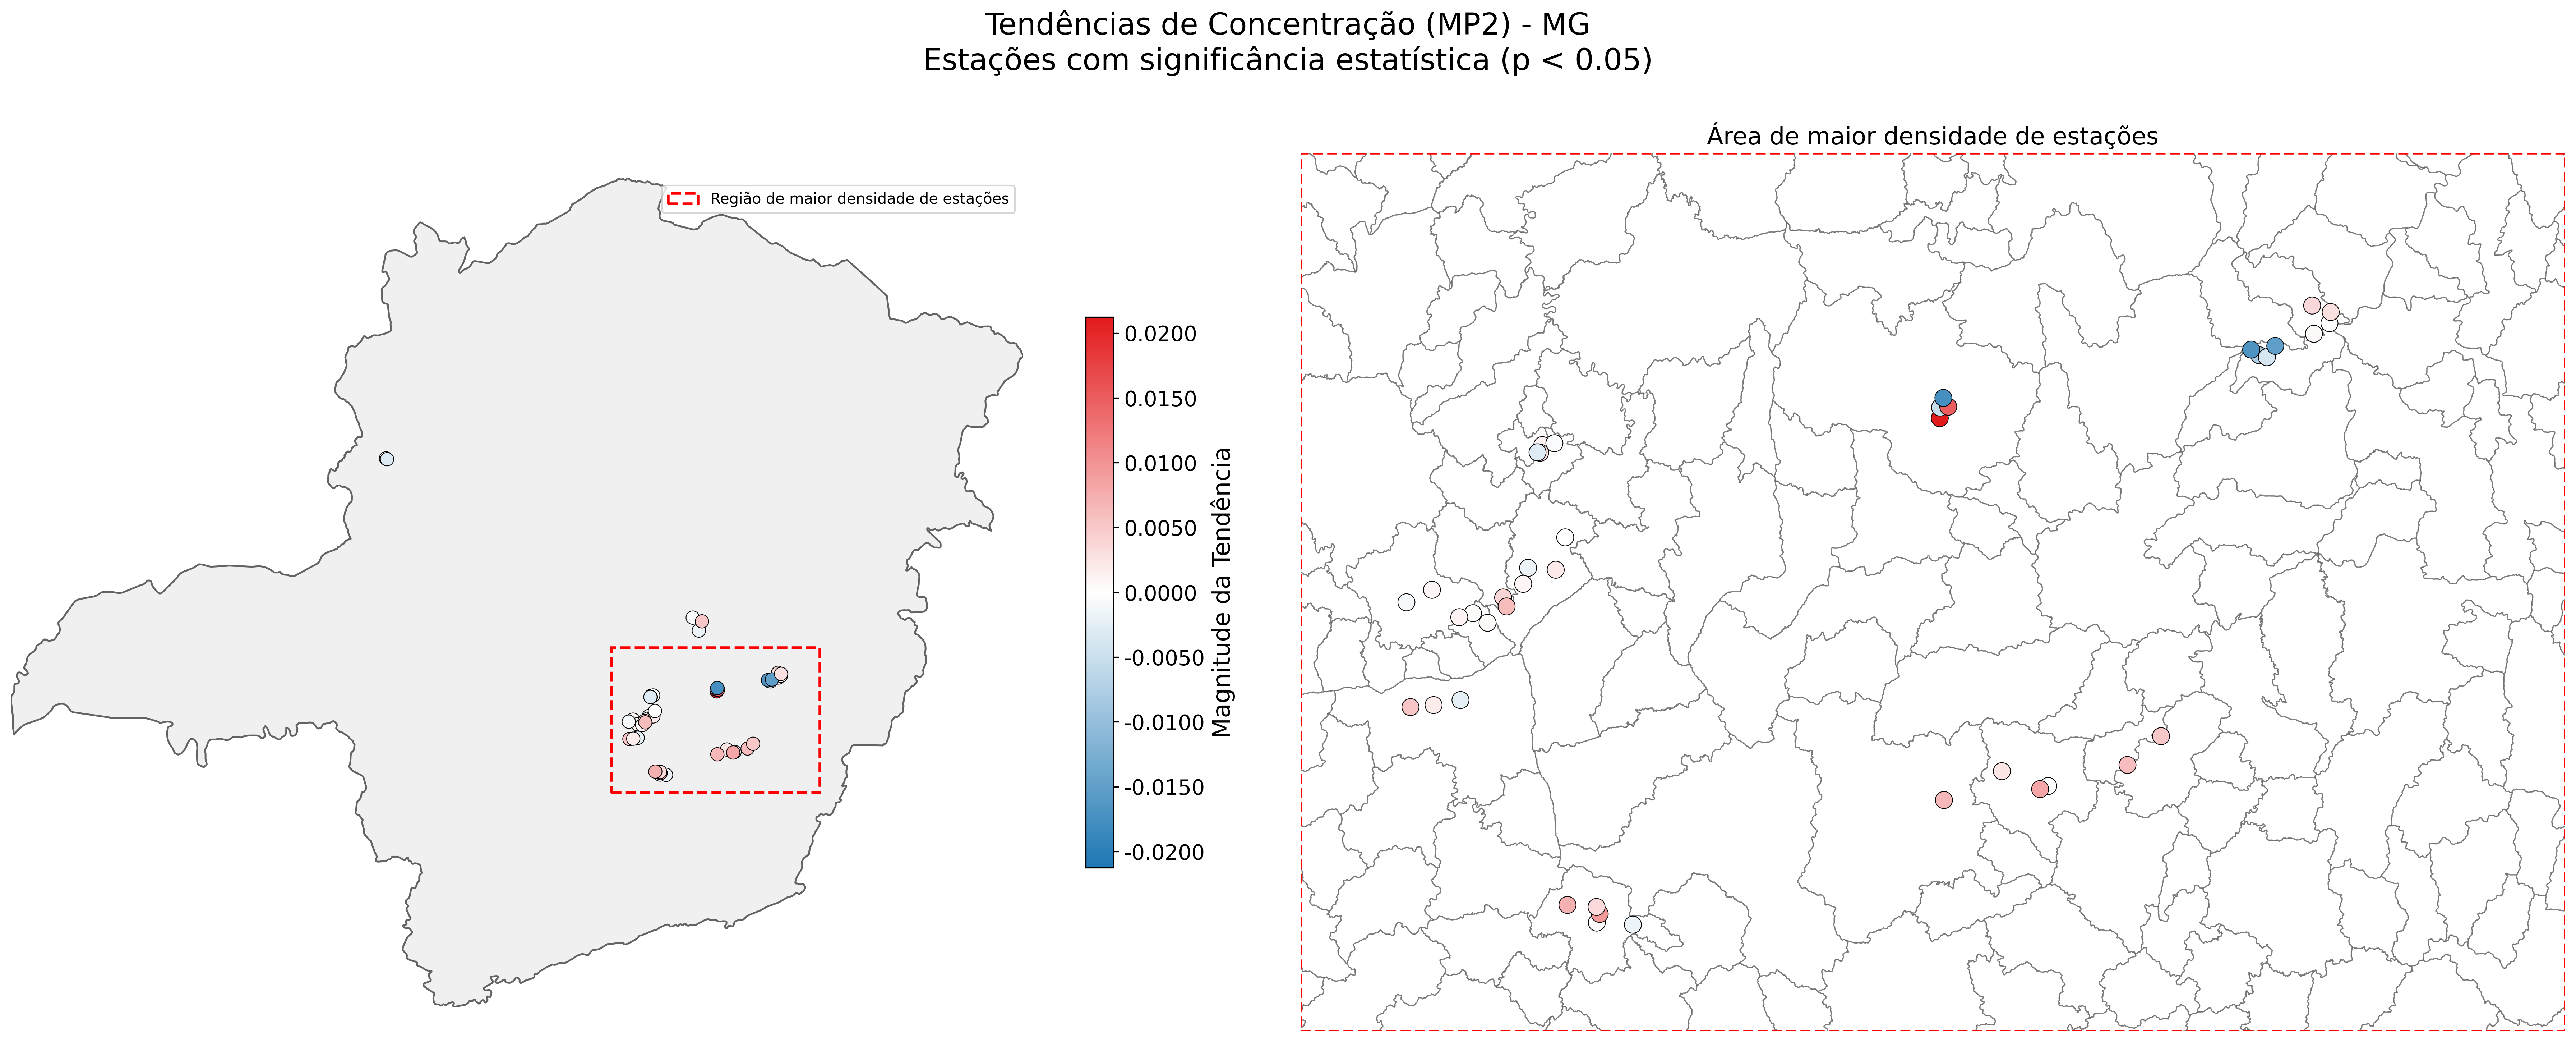 Tendências de Concentração (MP2) - MG
Estações com significância estatística (p < 0.05)
Região de maior densidade de estações
Área de maior densidade de estações
0.0200
0.0150
0.0100
0.0050
0.0000
-0.0050
-0.0100
-0.0150
-0.0200
Magnitude da Tendência